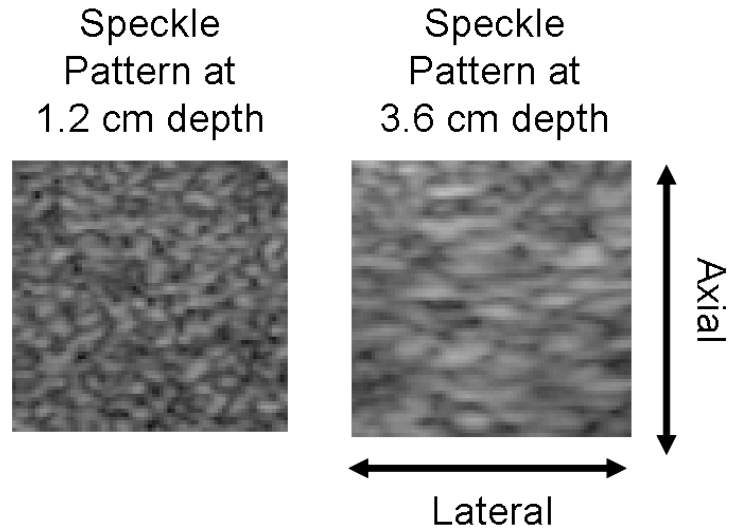 Speckle
Pattern at
1.2 cm depth
Speckle
Pattern at
3.6 cm depth
Axial
Lateral